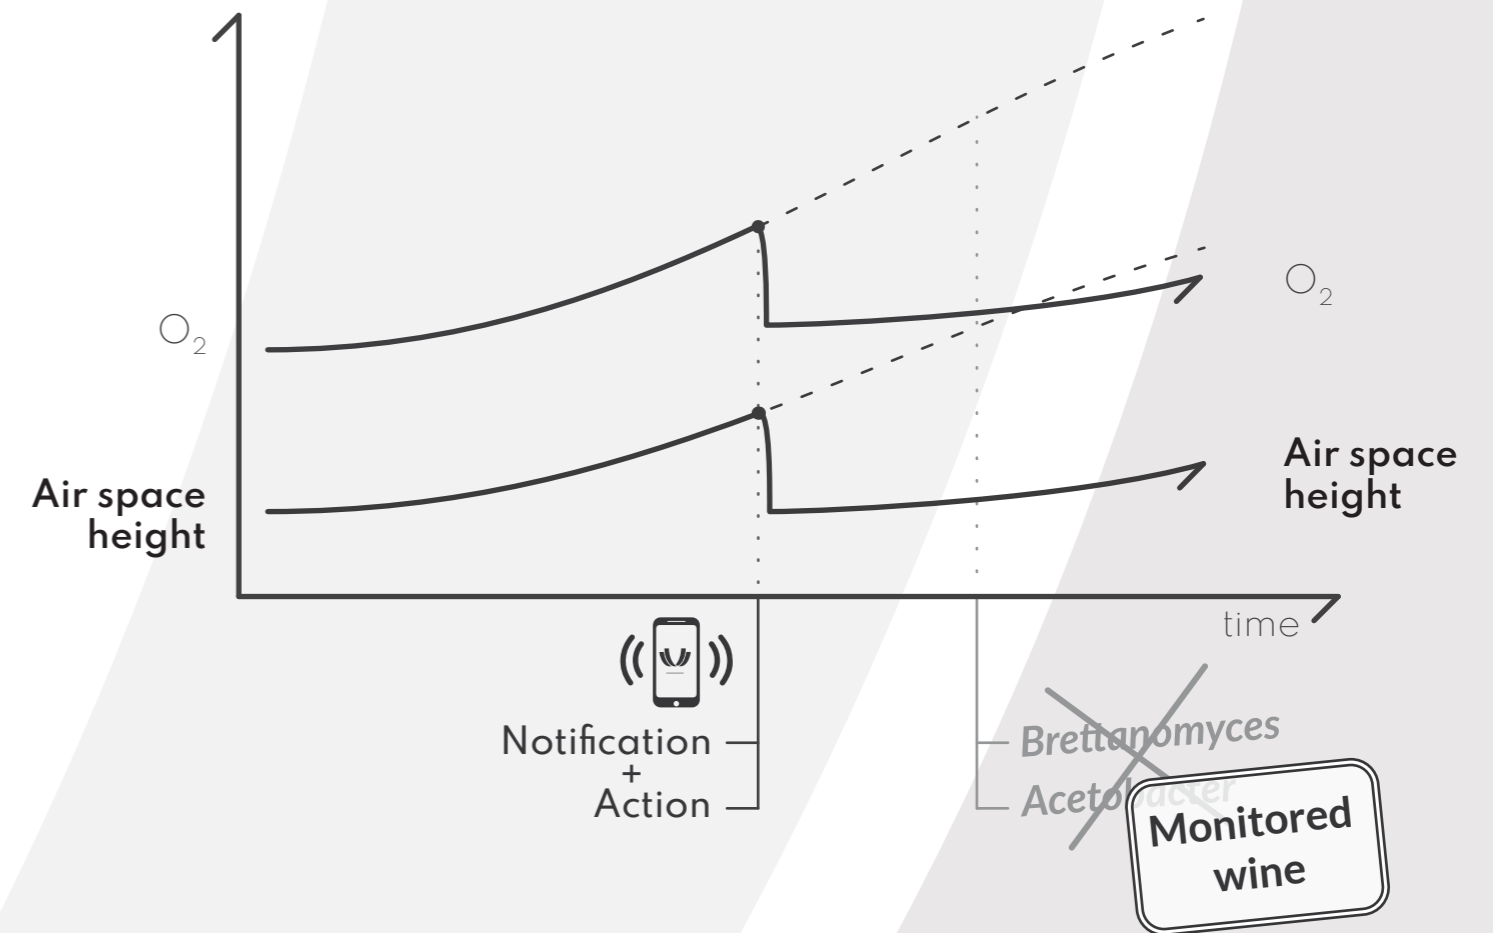 O₂
O₂
Air space
height
Air space
height
time
Notification
+
Action
Brettanomyces
Acetobacter
Monitored
wine